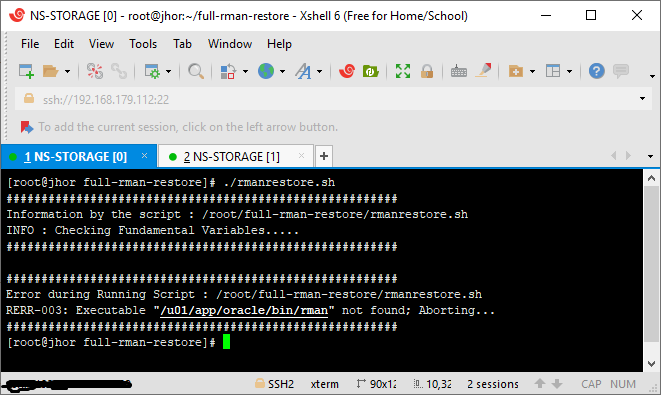 NS-STORAGE [0] - root@jhor:~/full-rman-restore - Xshell 6 (Free for Home/School)
File Edit View Tools Tab Window Help
ssh://192.168.179.112:22
To add the current session, click on the left arrow button.
1 NS-STORAGE [0] × 2 NS-STORAGE [1] × +
[root@jhor full-rman-restore]# ./rmanrestore.sh
########################################################
Information by the script : /root/full-rman-restore/rmanrestore.sh
INFO : Checking Fundamental Variables.....
########################################################
########################################################
Error during Running Script : /root/full-rman-restore/rmanrestore.sh
RERR-003: Executable "/u01/app/oracle/bin/rman" not found; Aborting...
########################################################
[root@jhor full-rman-restore]#
SSH2 xterm 90x12 10,32 2 sessions CAP NUM